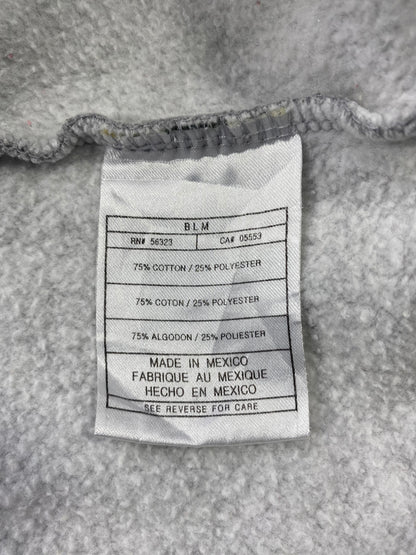 BLM
RN# 56323 CA# 05553
75% COTTON / 25% POLYESTER
75% COTON / 25% POLYESTER
75% ALGODON / 25% POLIESTER
MADE IN MEXICO
FABRIQUE AU MEXIQUE
HECHO EN MEXICO
SEE REVERSE FOR CARE